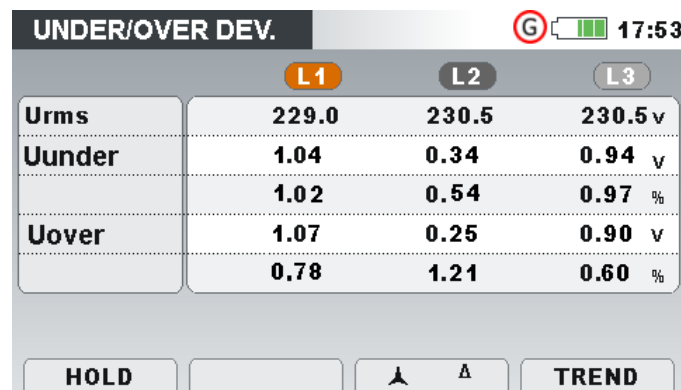 UNDER/OVER DEV. G 17:53
L1 L2 L3
Urms 229.0 230.5 230.5 V
Uunder 1.04 0.34 0.94 V
1.02 0.54 0.97 %
Uover 1.07 0.25 0.90 V
0.78 1.21 0.60 %
HOLD Δ TREND